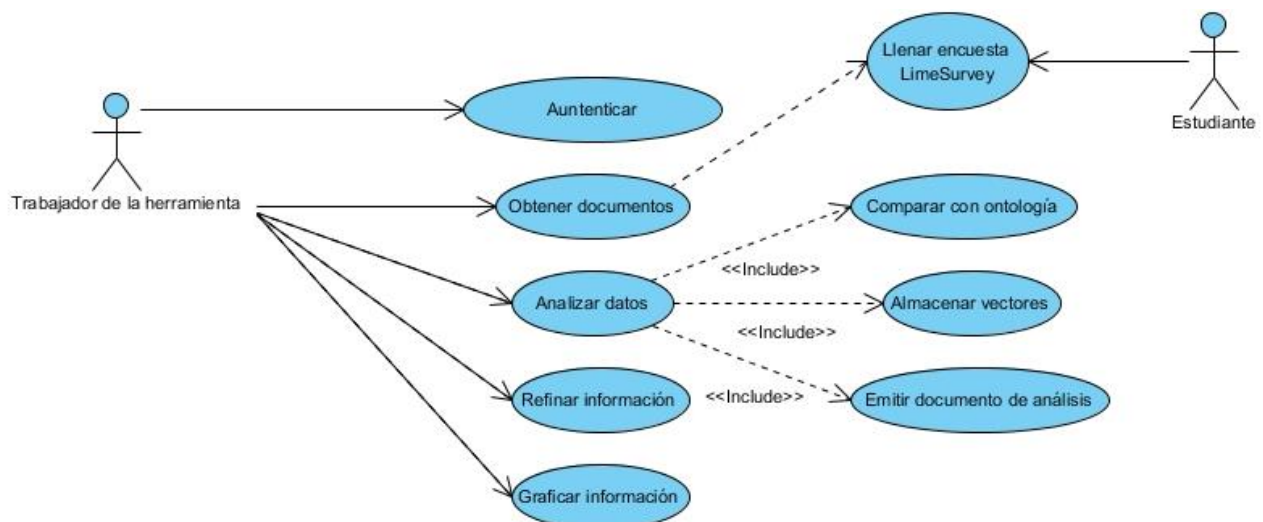 Llenar encuesta
LimeSurvey
Auntenticar
Estudiante
Trabajador de la herramienta
Obtener documentos
Comparar con ontología
<<Include>>
Analizar datos
Almacenar vectores
<<Include>>
Refinar información
<<Include>>
Emitir documento de análisis
Graficar información